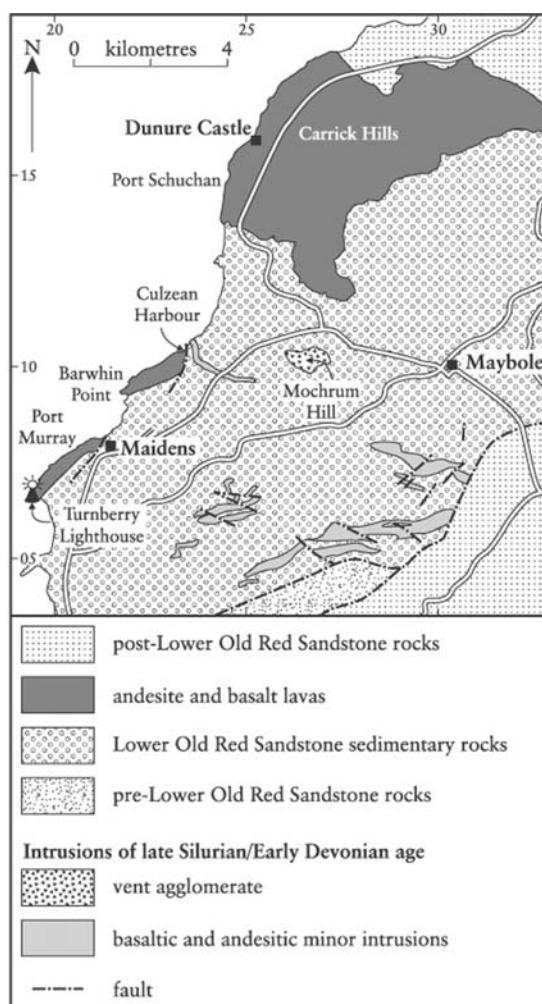 20
25
30
N
0 kilometres 4
Dunure Castle
Carrick Hills
15
Port Schuchan
Culzean
Harbour
10
Barwhin
Point
Maybole
Mochrum
Hill
Port
Murray
Maidens
Turnberry
Lighthouse
05
post-Lower Old Red Sandstone rocks
andesite and basalt lavas
Lower Old Red Sandstone sedimentary rocks
pre-Lower Old Red Sandstone rocks
Intrusions of late Silurian/Early Devonian age
vent agglomerate
basaltic and andesitic minor intrusions
fault